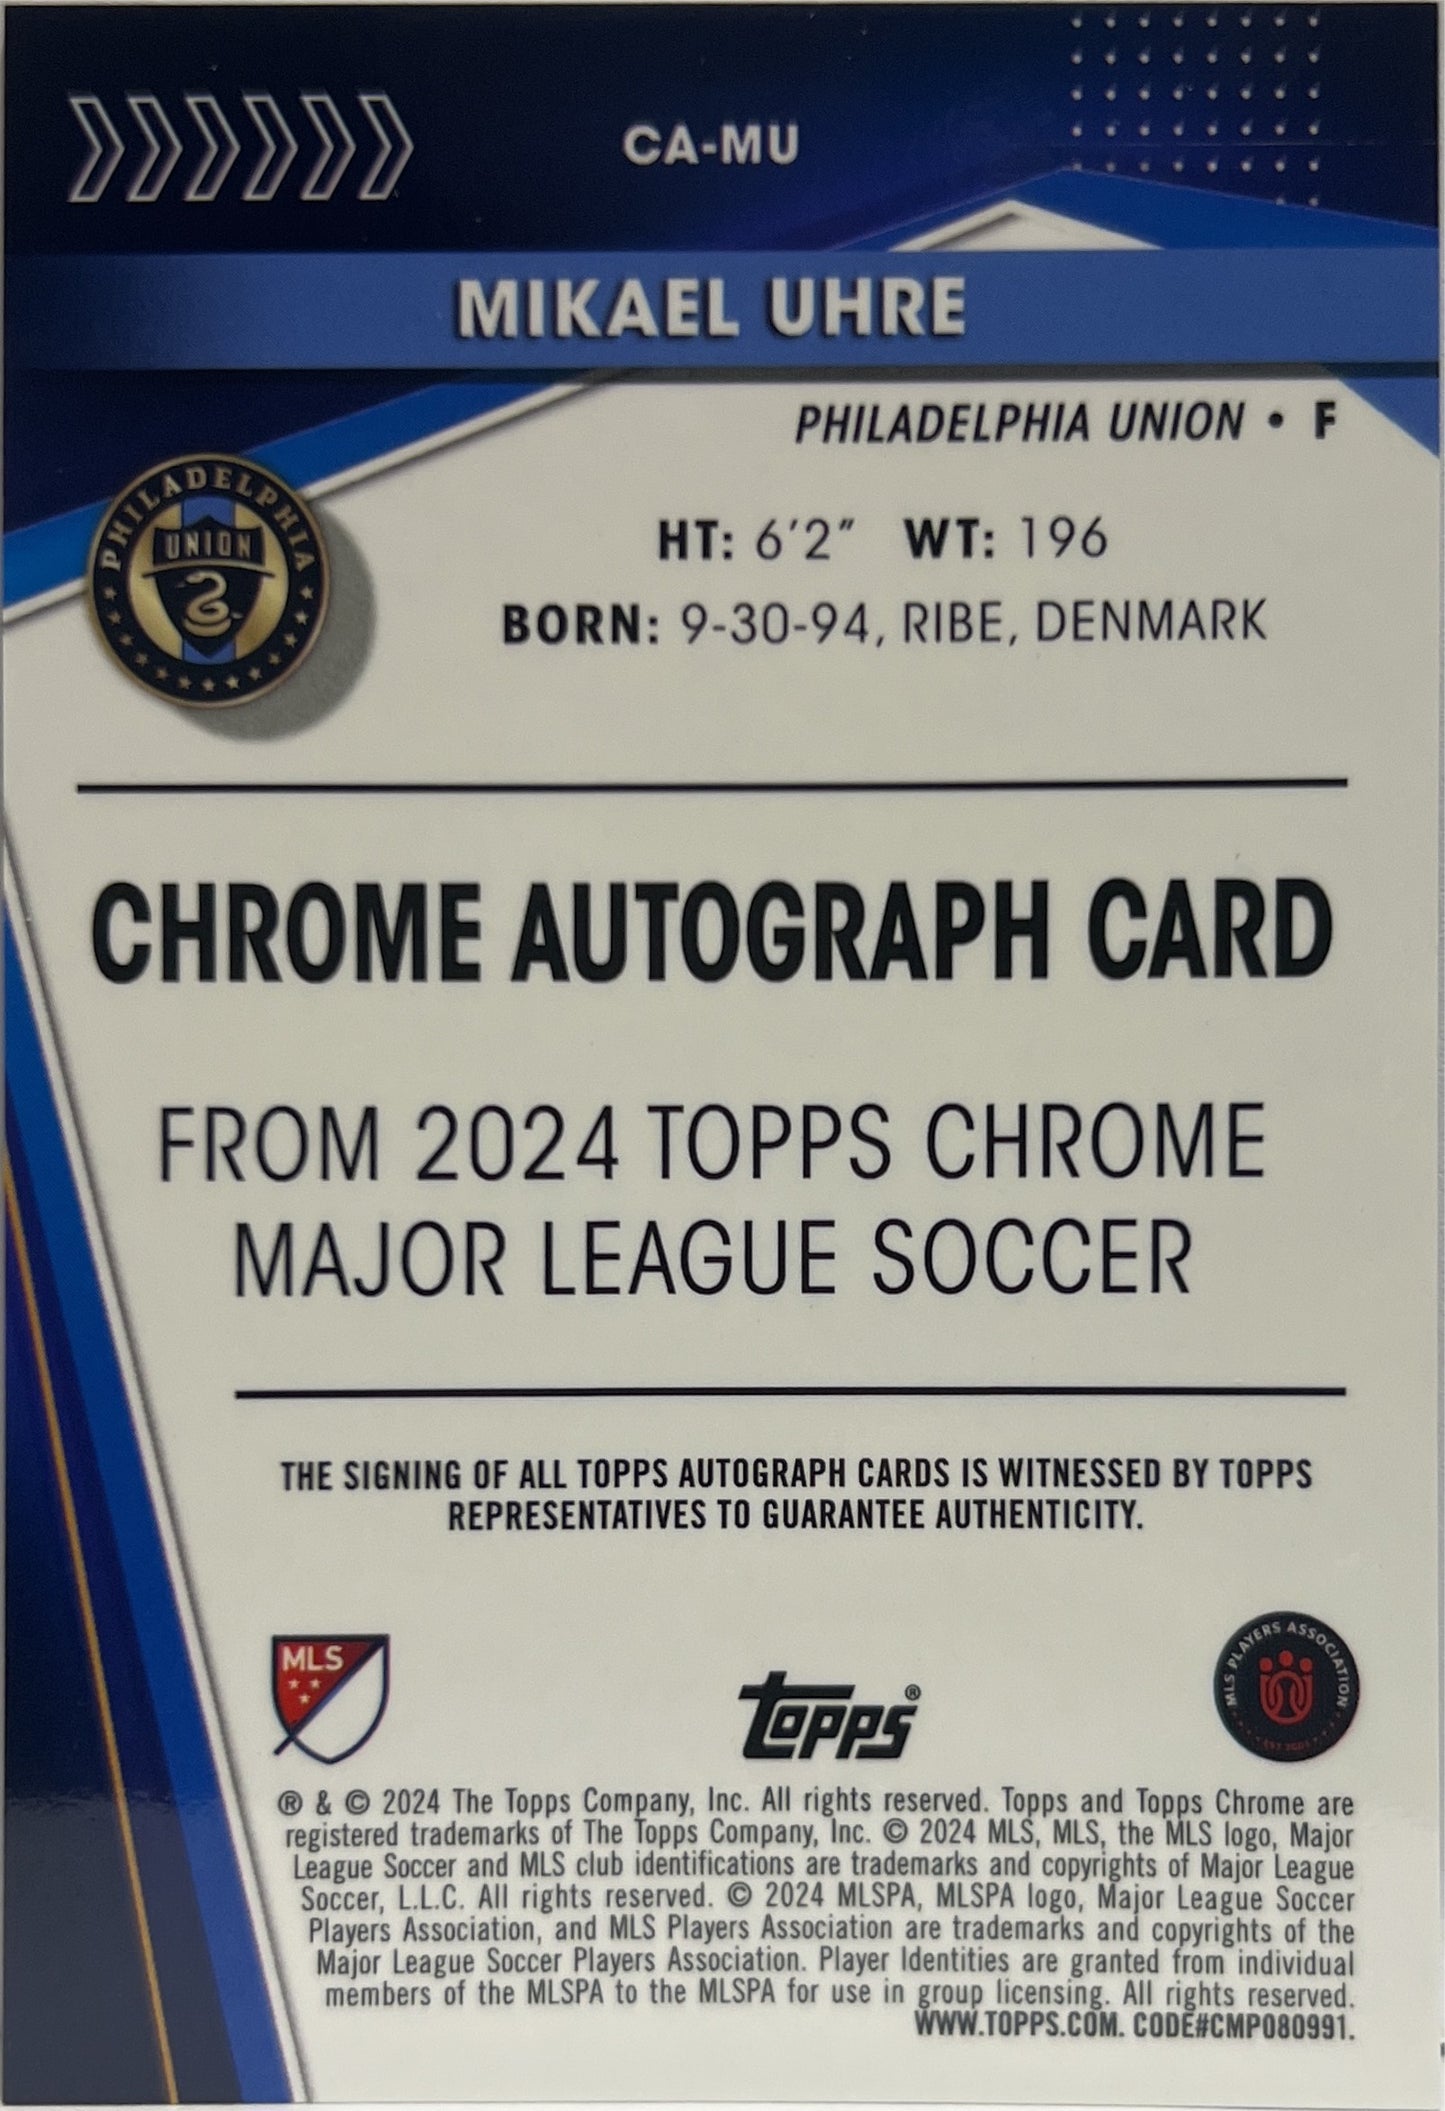 CA-MU
MIKAEL UHRE
PHILADELPHIA UNION • F
PHILADELPHIA
UNION
HT: 6'2" WT: 196
BORN: 9-30-94, RIBE, DENMARK
CHROME AUTOGRAPH CARD
FROM 2024 TOPPS CHROME
MAJOR LEAGUE SOCCER
THE SIGNING OF ALL TOPPS AUTOGRAPH CARDS IS WITNESSED BY TOPPS
REPRESENTATIVES TO GUARANTEE AUTHENTICITY.
MLS
Topps®
MLS PLAYERS ASSOCIATION
® & © 2024 The Topps Company, Inc. All rights reserved. Topps and Topps Chrome are
registered trademarks of The Topps Company, Inc. © 2024 MLS, MLS, the MLS logo, Major
League Soccer and MLS club identifications are trademarks and copyrights of Major League
Soccer, L.L.C. All rights reserved. © 2024 MLSPA, MLSPA logo, Major League Soccer
Players Association, and MLS Players Association are trademarks and copyrights of the
Major League Soccer Players Association. Player Identities are granted from individual
members of the MLSPA to the MLSPA for use in group licensing. All rights reserved.
WWW.TOPPS.COM. CODE#CMP080991.